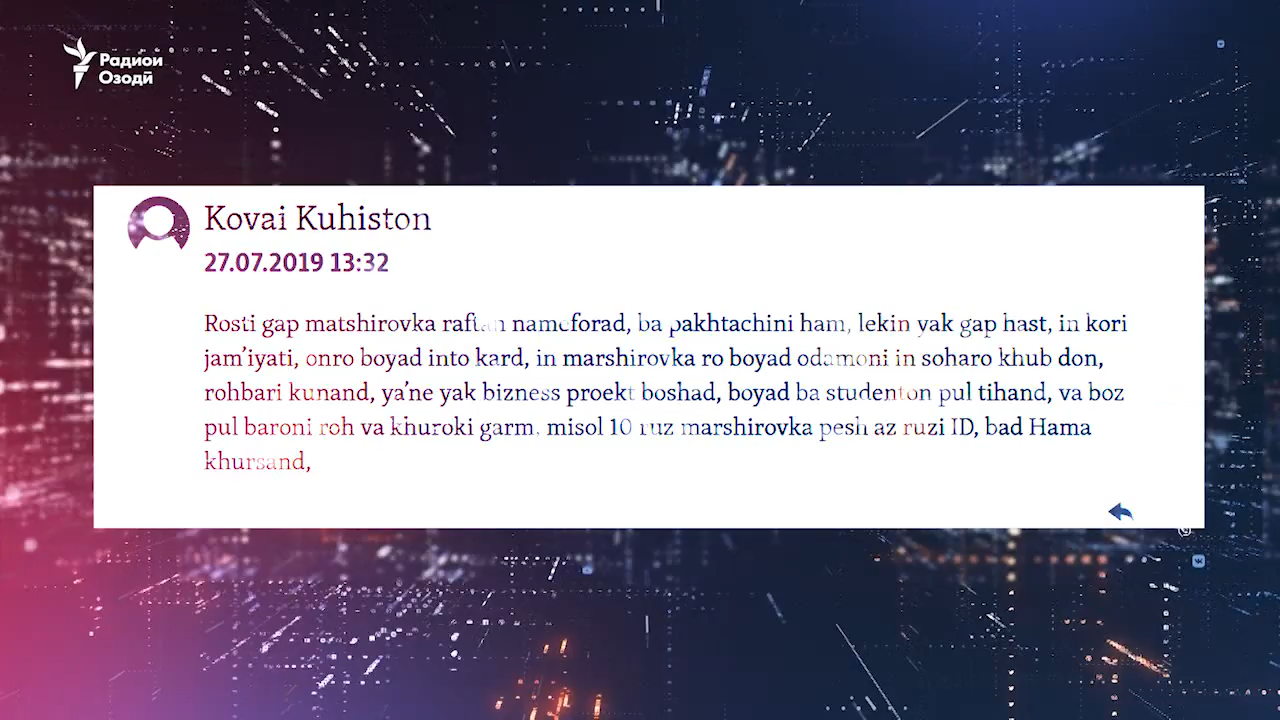 Радиои
Озодӣ
Kovai Kuhiston
27.07.2019 13:32
Rosti gap matshirovka raftan nameforad, ba pakhtachini ham, lekin yak gap hast, in kori
jam'iyati, onro boyad into kard, in marshirovka ro boyad odamoni in soharo khub don,
rohbari kunand, ya'ne yak bizness proekt boshad, boyad ba studenton pul tihand, va boz
pul baroni roh va khuroki garm, misol 10 ruz marshirovka pesh az ruzi ID, bad Hama
khursand,